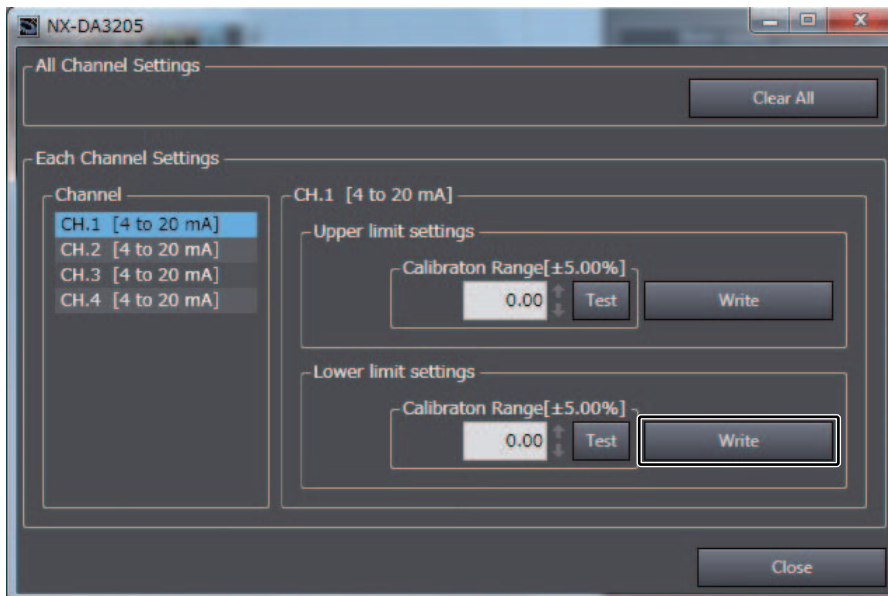 NX-DA3205
All Channel Settings
Clear All
Each Channel Settings
Channel
CH.1 [4 to 20 mA]
CH.2 [4 to 20 mA]
CH.3 [4 to 20 mA]
CH.4 [4 to 20 mA]
CH.1 [4 to 20 mA]
Upper limit settings
Calibraton Range[±5.00%]
0.00 Test Write
Lower limit settings
Calibraton Range[±5.00%]
0.00 Test Write
Close